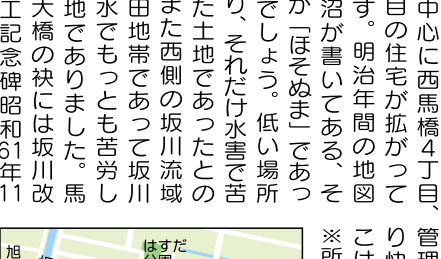 中心に西馬橋4丁目、
目の住宅が拡がって
す。明治年間の地図
沼が書いてある、そ
が「ほそぬま」であっ
でしょう。低い場所
り、それだけ水害で苦
た土地であったとの
また西側の坂川流域
田地帯であって坂川
水でもっとも苦労し
地でありました。馬
大橋の袂には坂川改
工記念碑昭和61年11
管理
り快
こは
※所
はすだ
公園
旭